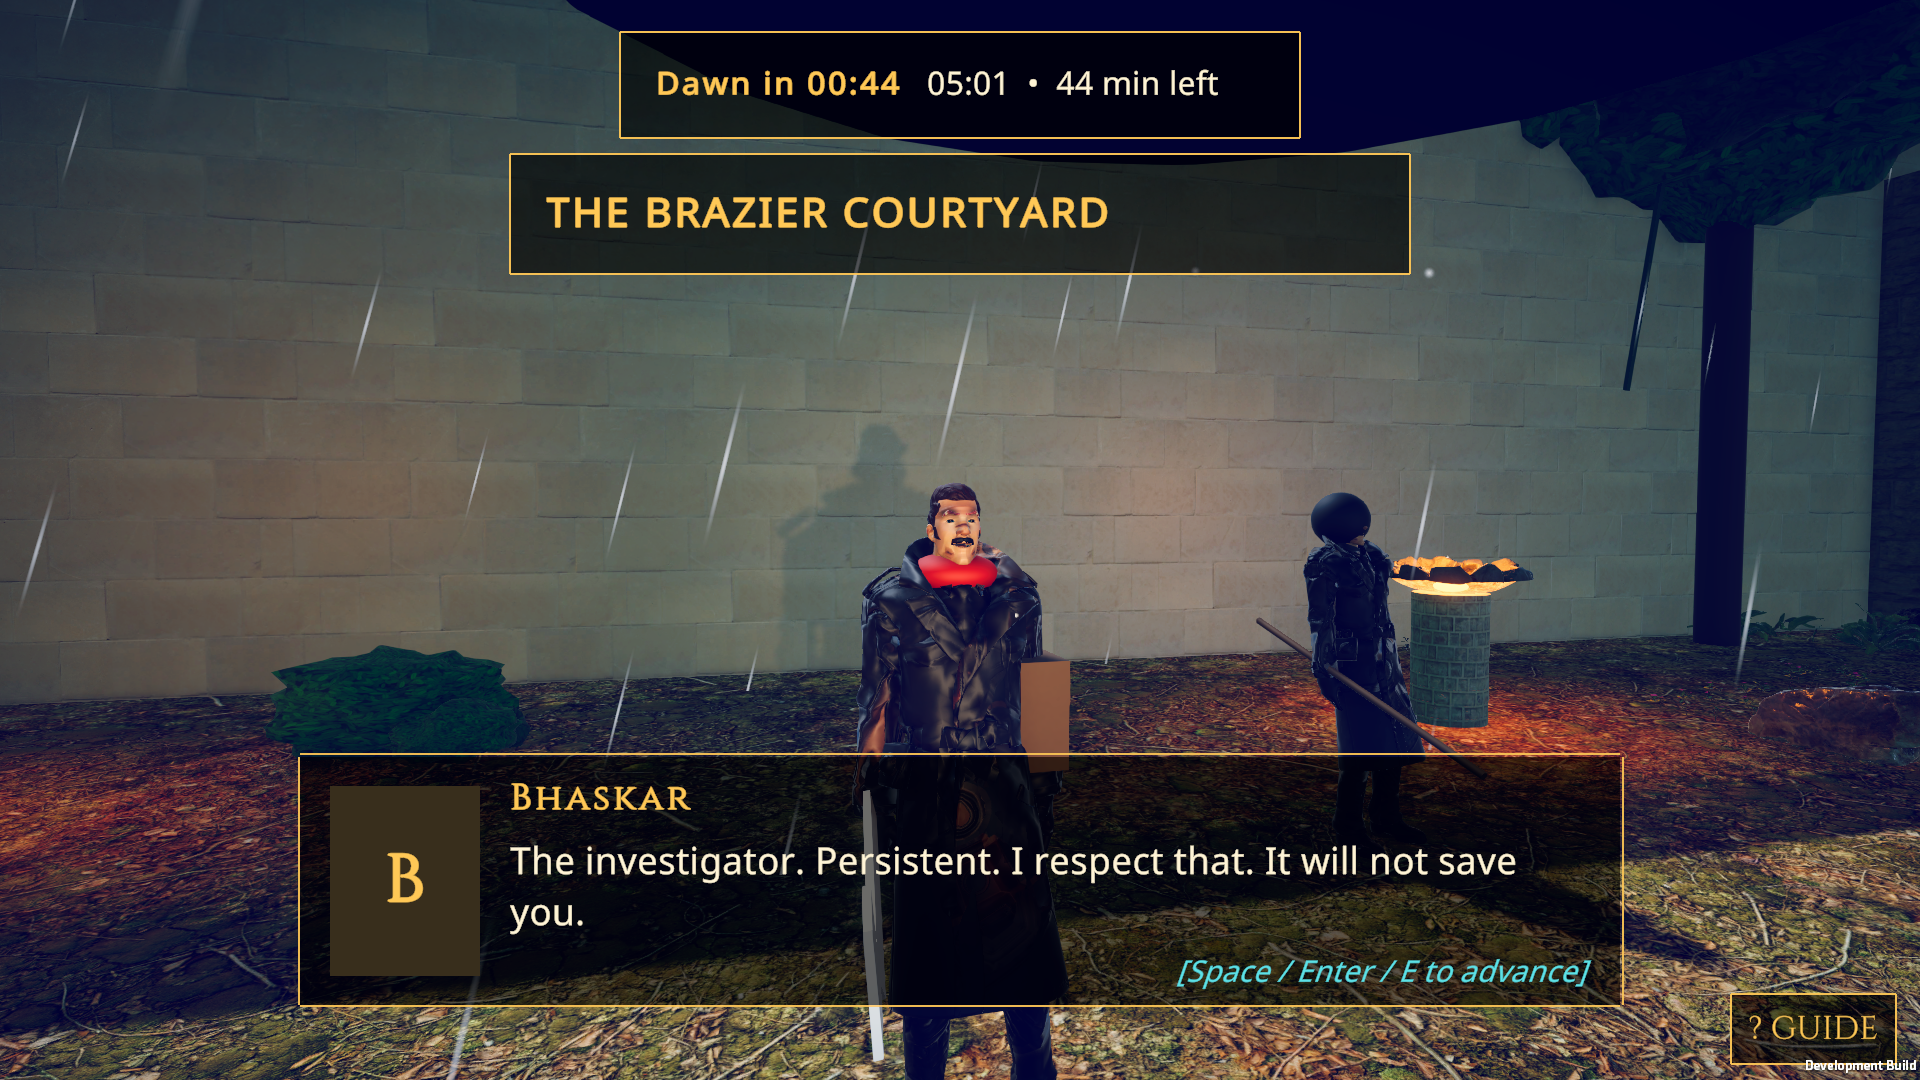 Dawn in 00:44 05:01 • 44 min left
THE BRAZIER COURTYARD
Bhaskar
B
The investigator. Persistent. I respect that. It will not save
you.
[Space / Enter / E to advance]
? GUIDE
Development Build